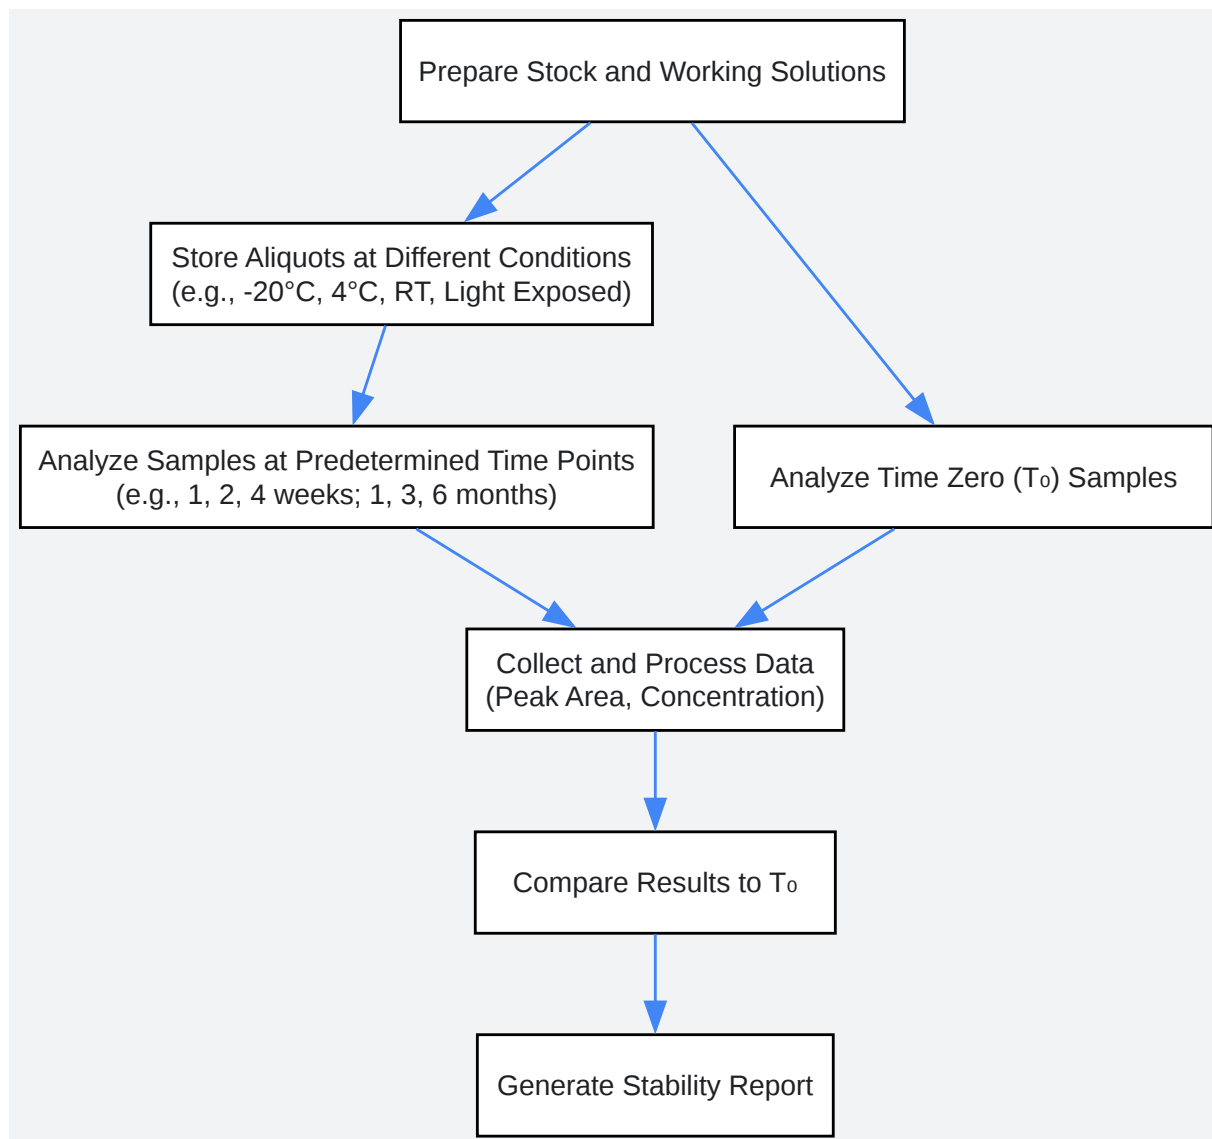 Prepare Stock and Working Solutions
Store Aliquots at Different Conditions
(e.g., -20°C, 4°C, RT, Light Exposed)
Analyze Samples at Predetermined Time Points
(e.g., 1, 2, 4 weeks; 1, 3, 6 months)
Analyze Time Zero (T₀) Samples
Collect and Process Data
(Peak Area, Concentration)
Compare Results to T₀
Generate Stability Report